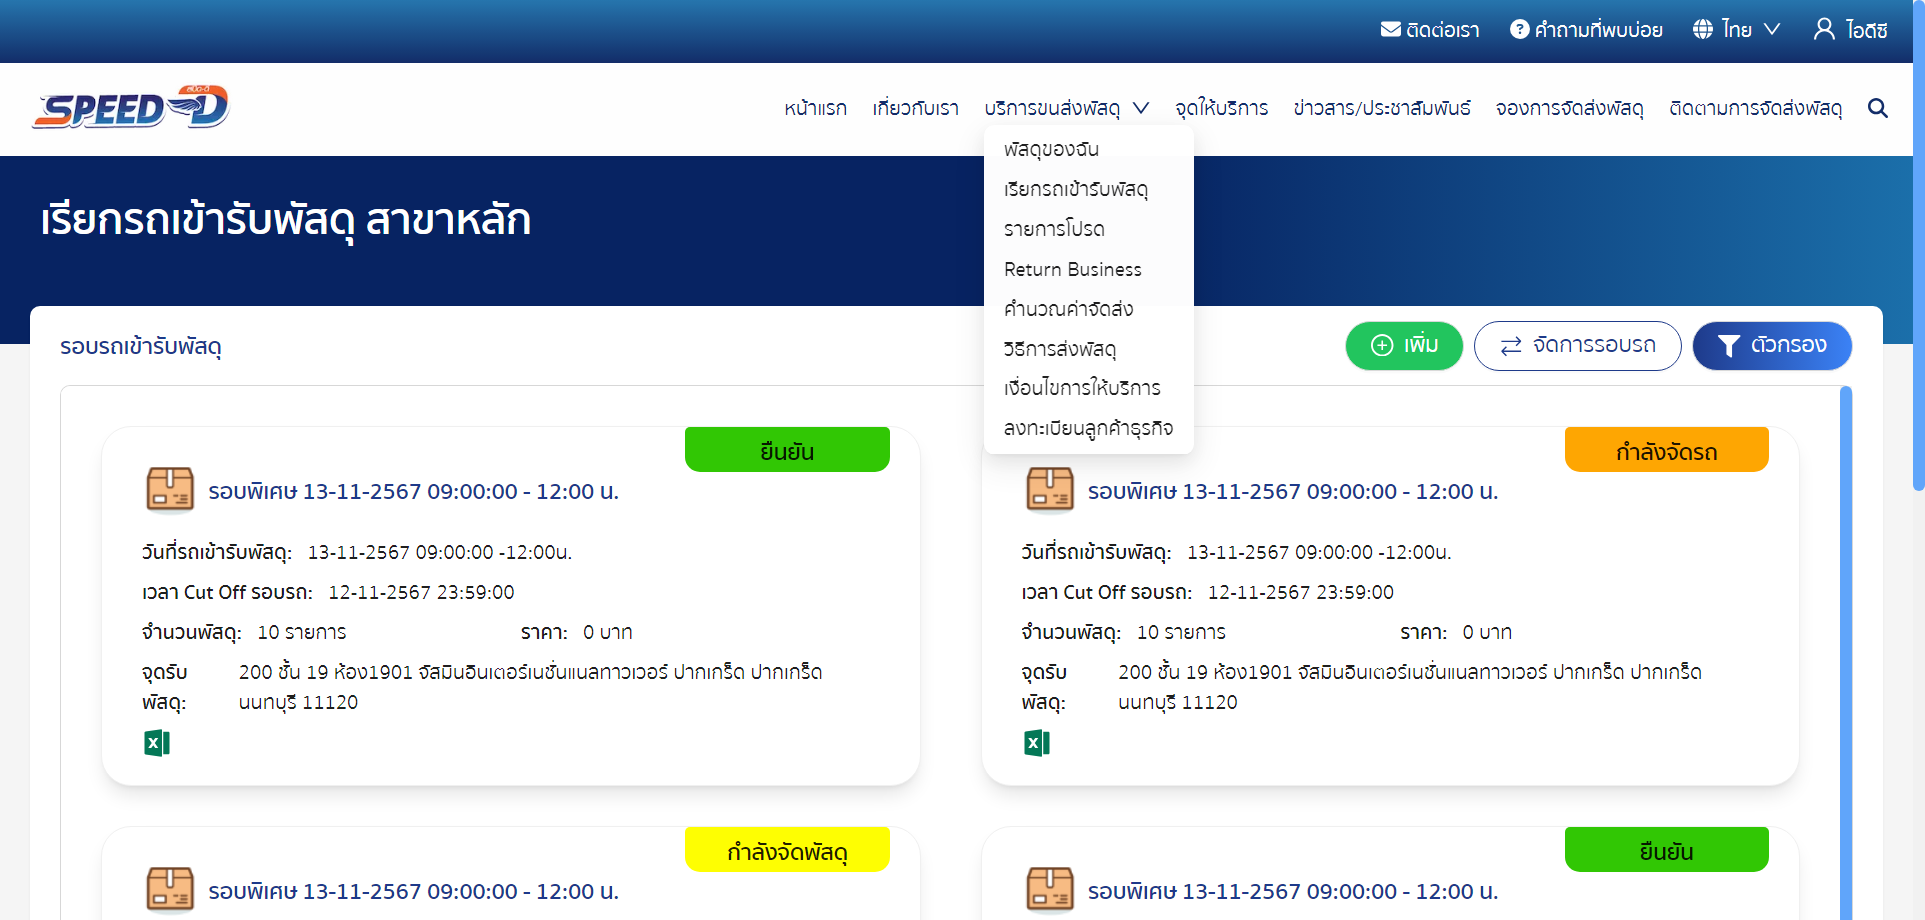 ติดต่อเรา คำถามที่พบบ่อย ไทย ไอดีซี
SPEED-D สปีด-ดี
หน้าแรก เกี่ยวกับเรา บริการขนส่งพัสดุ จุดให้บริการ ข่าวสาร/ประชาสัมพันธ์ จองการจัดส่งพัสดุ ติดตามการจัดส่งพัสดุ
พัสดุของฉัน
เรียกรถเข้ารับพัสดุ
รายการโปรด
Return Business
คำนวณค่าจัดส่ง
วิธีการส่งพัสดุ
เงื่อนไขการให้บริการ
ลงทะเบียนลูกค้าธุรกิจ
เรียกรถเข้ารับพัสดุ สาขาหลัก
รอบรถเข้ารับพัสดุ
เพิ่ม จัดการรอบรถ ตัวกรอง
ยืนยัน
รอบพิเศษ 13-11-2567 09:00:00 - 12:00 น.
วันที่รถเข้ารับพัสดุ: 13-11-2567 09:00:00 -12:00น.
เวลา Cut Off รอบรถ: 12-11-2567 23:59:00
จำนวนพัสดุ: 10 รายการ ราคา: 0 บาท
จุดรับ 200 ชั้น 19 ห้อง1901 จัสมินอินเตอร์เนชั่นแนลทาวเวอร์ ปากเกร็ด ปากเกร็ด
พัสดุ: นนทบุรี 11120
กำลังจัดรถ
รอบพิเศษ 13-11-2567 09:00:00 - 12:00 น.
วันที่รถเข้ารับพัสดุ: 13-11-2567 09:00:00 -12:00น.
เวลา Cut Off รอบรถ: 12-11-2567 23:59:00
จำนวนพัสดุ: 10 รายการ ราคา: 0 บาท
จุดรับ 200 ชั้น 19 ห้อง1901 จัสมินอินเตอร์เนชั่นแนลทาวเวอร์ ปากเกร็ด ปากเกร็ด
พัสดุ: นนทบุรี 11120
กำลังจัดพัสดุ
รอบพิเศษ 13-11-2567 09:00:00 - 12:00 น.
ยืนยัน
รอบพิเศษ 13-11-2567 09:00:00 - 12:00 น.